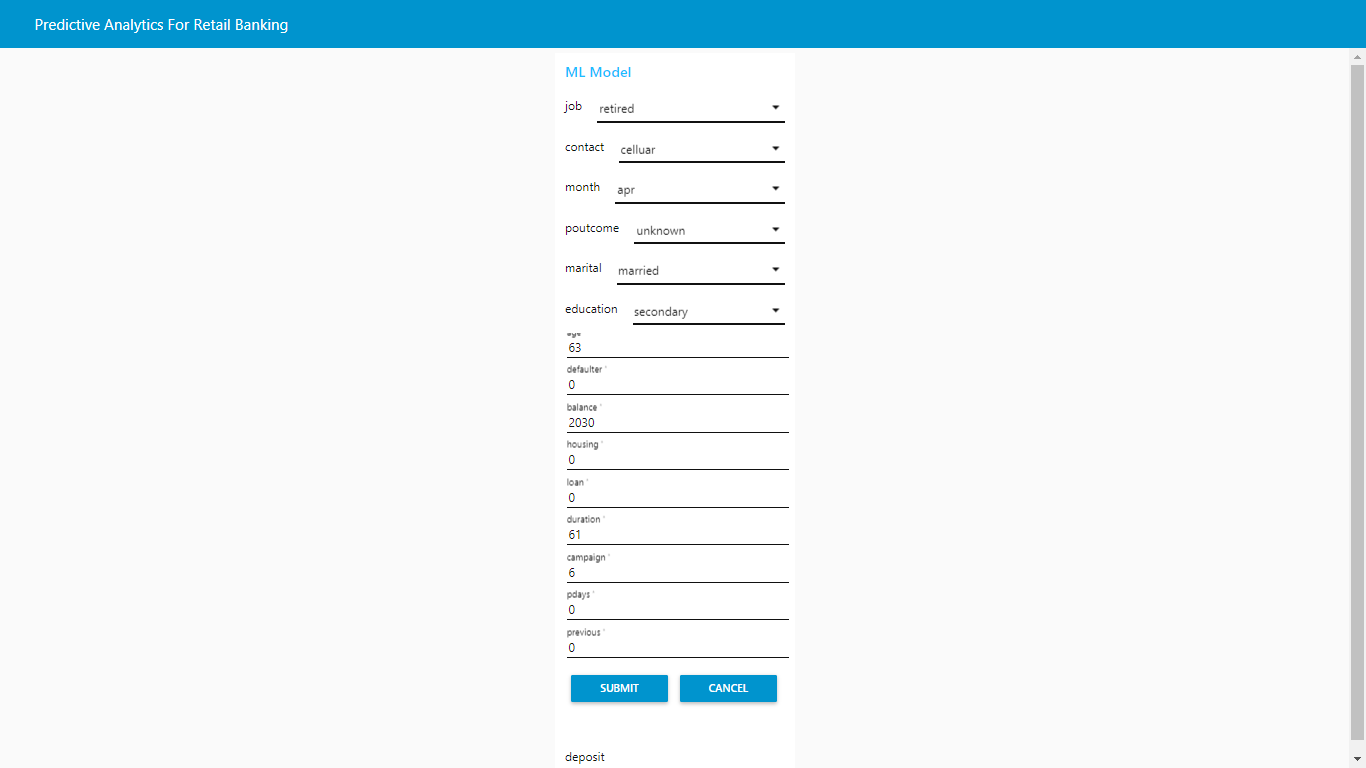 Predictive Analytics For Retail Banking
ML Model
job retired
contact celluar
month apr
poutcome unknown
marital married
education secondary
age
63
defaulter *
0
balance *
2030
housing *
0
loan *
0
duration *
61
campaign *
6
pdays *
0
previous *
0
SUBMIT CANCEL
deposit